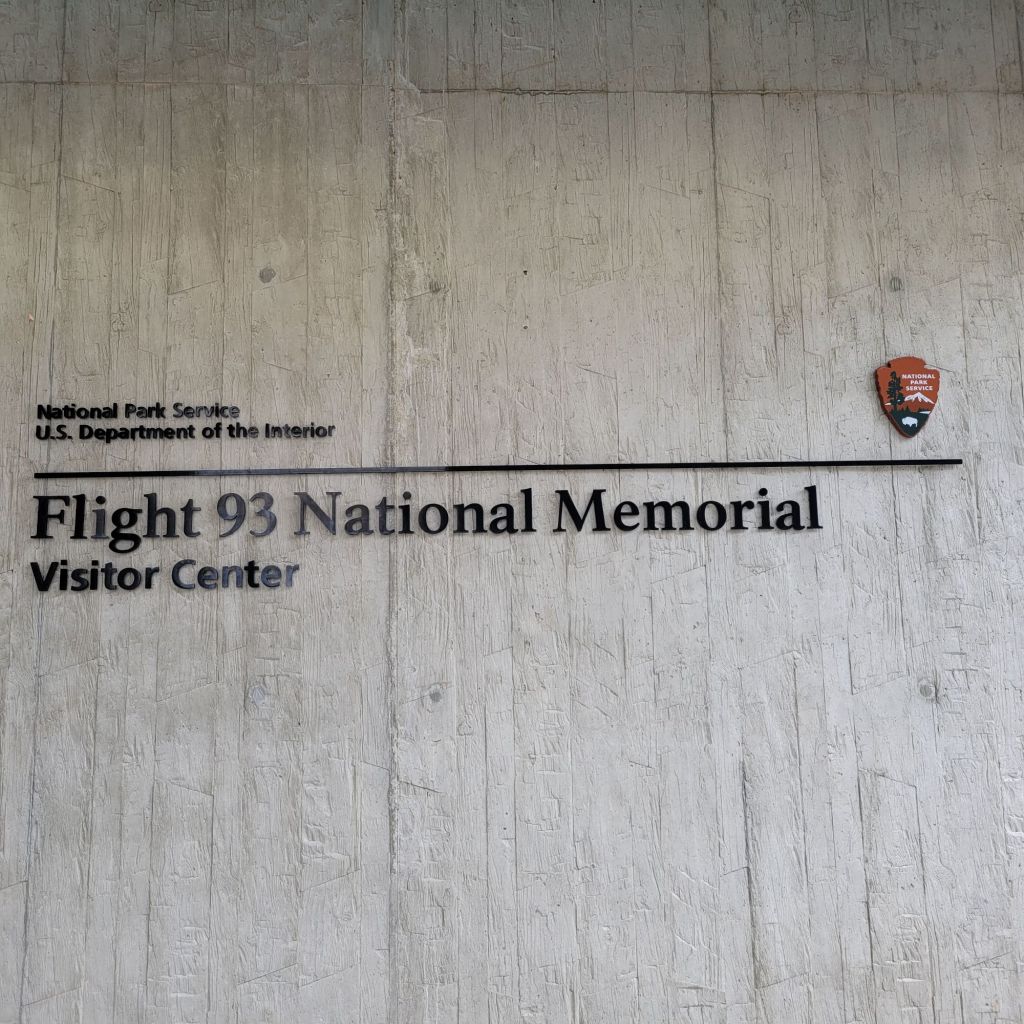 National Park Service
U.S. Department of the Interior
NATIONAL
PARK
SERVICE
Flight 93 National Memorial
Visitor Center